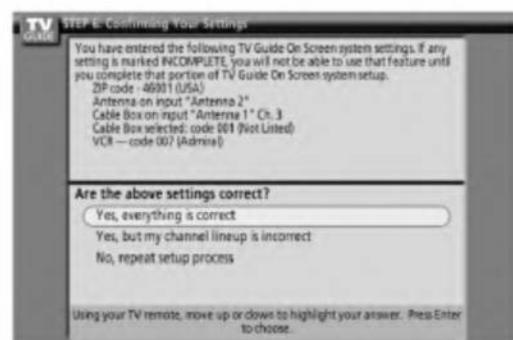 TV
GUIDE
STEP 6: Confirming Your Settings
You have entered the following TV Guide On Screen system settings. If any
setting is marked INCOMPLETE, you will not be able to use that feature until
you complete that portion of TV Guide On Screen system setup.
ZIP code - 46001 (USA)
Antenna on input "Antenna 2"
Cable Box on input "Antenna 1" Ch. 3
Cable Box selected: code 001 (Not Listed)
VCR — code 007 (Admiral)
Are the above settings correct?
Yes, everything is correct
Yes, but my channel lineup is incorrect
No, repeat setup process
Using your TV remote, move up or down to highlight your answer. Press Enter
to choose.